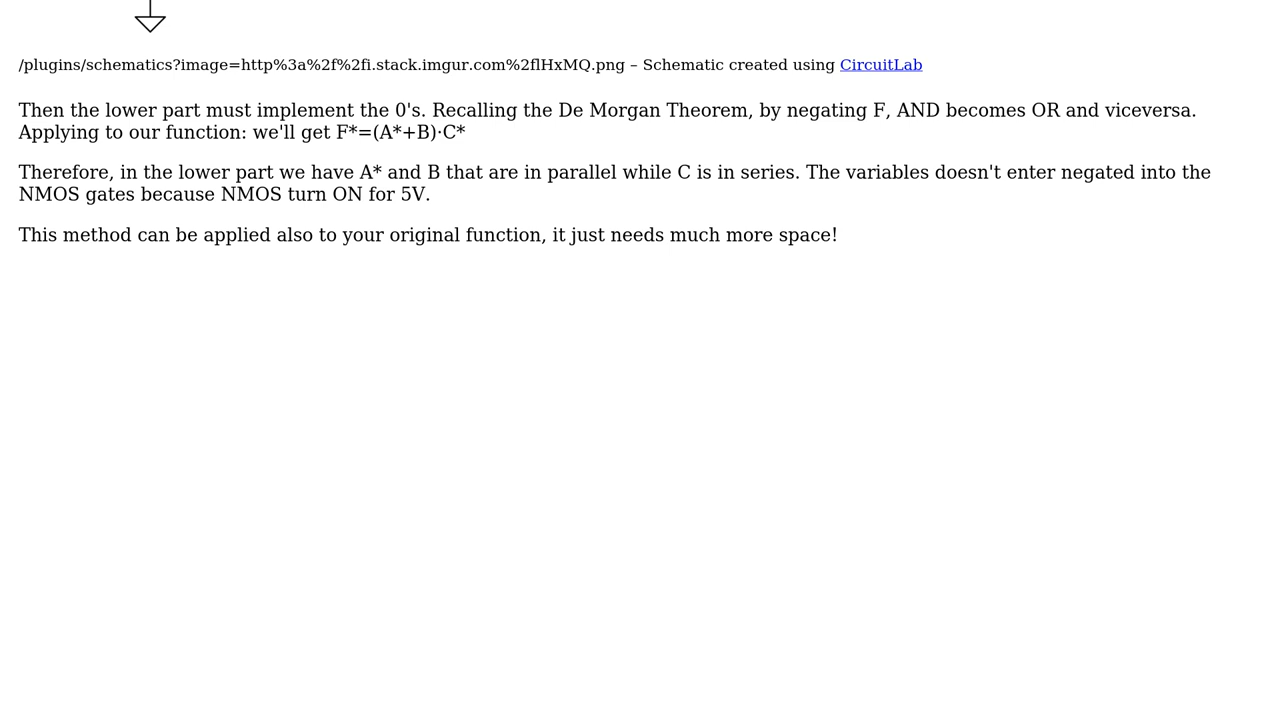 /plugins/schematics?image=http%3a%2f%2fi.stack.imgur.com%2flHxMQ.png – Schematic created using CircuitLab
Then the lower part must implement the 0's. Recalling the De Morgan Theorem, by negating F, AND becomes OR and viceversa.
Applying to our function: we'll get F*=(A*+B)·C*
Therefore, in the lower part we have A* and B that are in parallel while C is in series. The variables doesn't enter negated into the
NMOS gates because NMOS turn ON for 5V.
This method can be applied also to your original function, it just needs much more space!